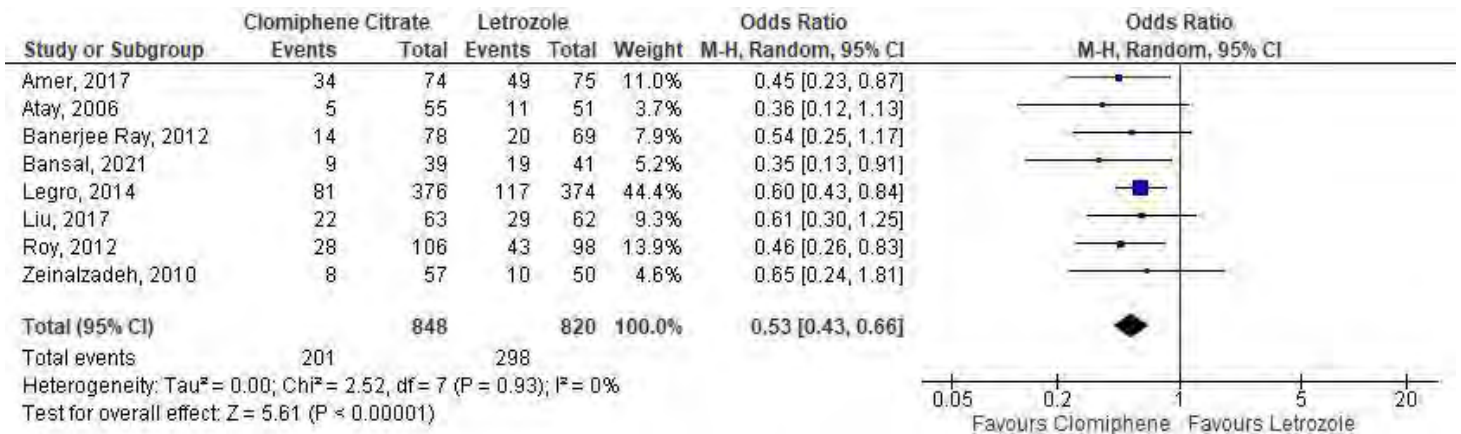 Clomiphene Citrate Letrozole Odds Ratio Odds Ratio
Study or Subgroup Events Total Events Total Weight M-H, Random, 95% CI M-H, Random, 95% CI
Amer, 2017 34 74 49 75 11.0% 0.45 [0.23, 0.87]
Atay, 2006 5 55 11 51 3.7% 0.36 [0.12, 1.13]
Banerjee Ray, 2012 14 78 20 69 7.9% 0.54 [0.25, 1.17]
Bansal, 2021 9 39 19 41 5.2% 0.35 [0.13, 0.91]
Legro, 2014 81 376 117 374 44.4% 0.60 [0.43, 0.84]
Liu, 2017 22 63 29 62 9.3% 0.61 [0.30, 1.25]
Roy, 2012 28 106 43 98 13.9% 0.46 [0.26, 0.83]
Zeinalzadeh, 2010 8 57 10 50 4.6% 0.65 [0.24, 1.81]
Total (95% CI) 848 820 100.0% 0.53 [0.43, 0.66]
Total events 201 298
Heterogeneity: Tau² = 0.00; Chi² = 2.52, df = 7 (P = 0.93); I² = 0%
Test for overall effect: Z = 5.61 (P < 0.00001)
0.05 0.2 1 5 20
Favours Clomiphene Favours Letrozole